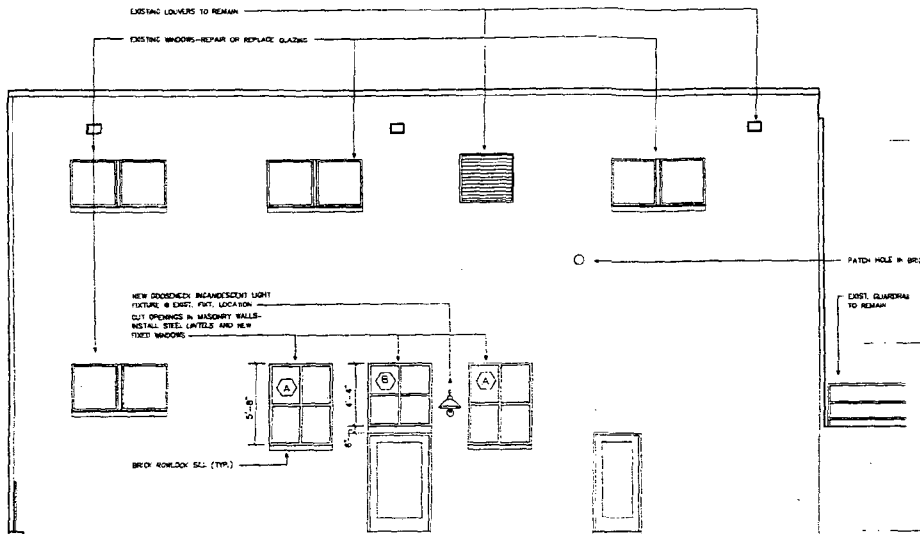 EXISTING LOUVERS TO REMAIN
EXISTING WINDOWS-REPAIR OR REPLACE GLAZING
PATCH HOLE IN
NEW GOOSENECK INCANDESCENT LIGHT
FIXTURE @ EXIST. FIXT. LOCATION
CUT OPENINGS IN MASONRY WALLS-
INSTALL STEEL LINTELS AND NEW
FIXED WINDOWS
EXIST. GUARDRAIL
TO REMAIN
A
B
A
5'-8"
4'-4"
BRICK ROWLOCK SILL (TYP.)